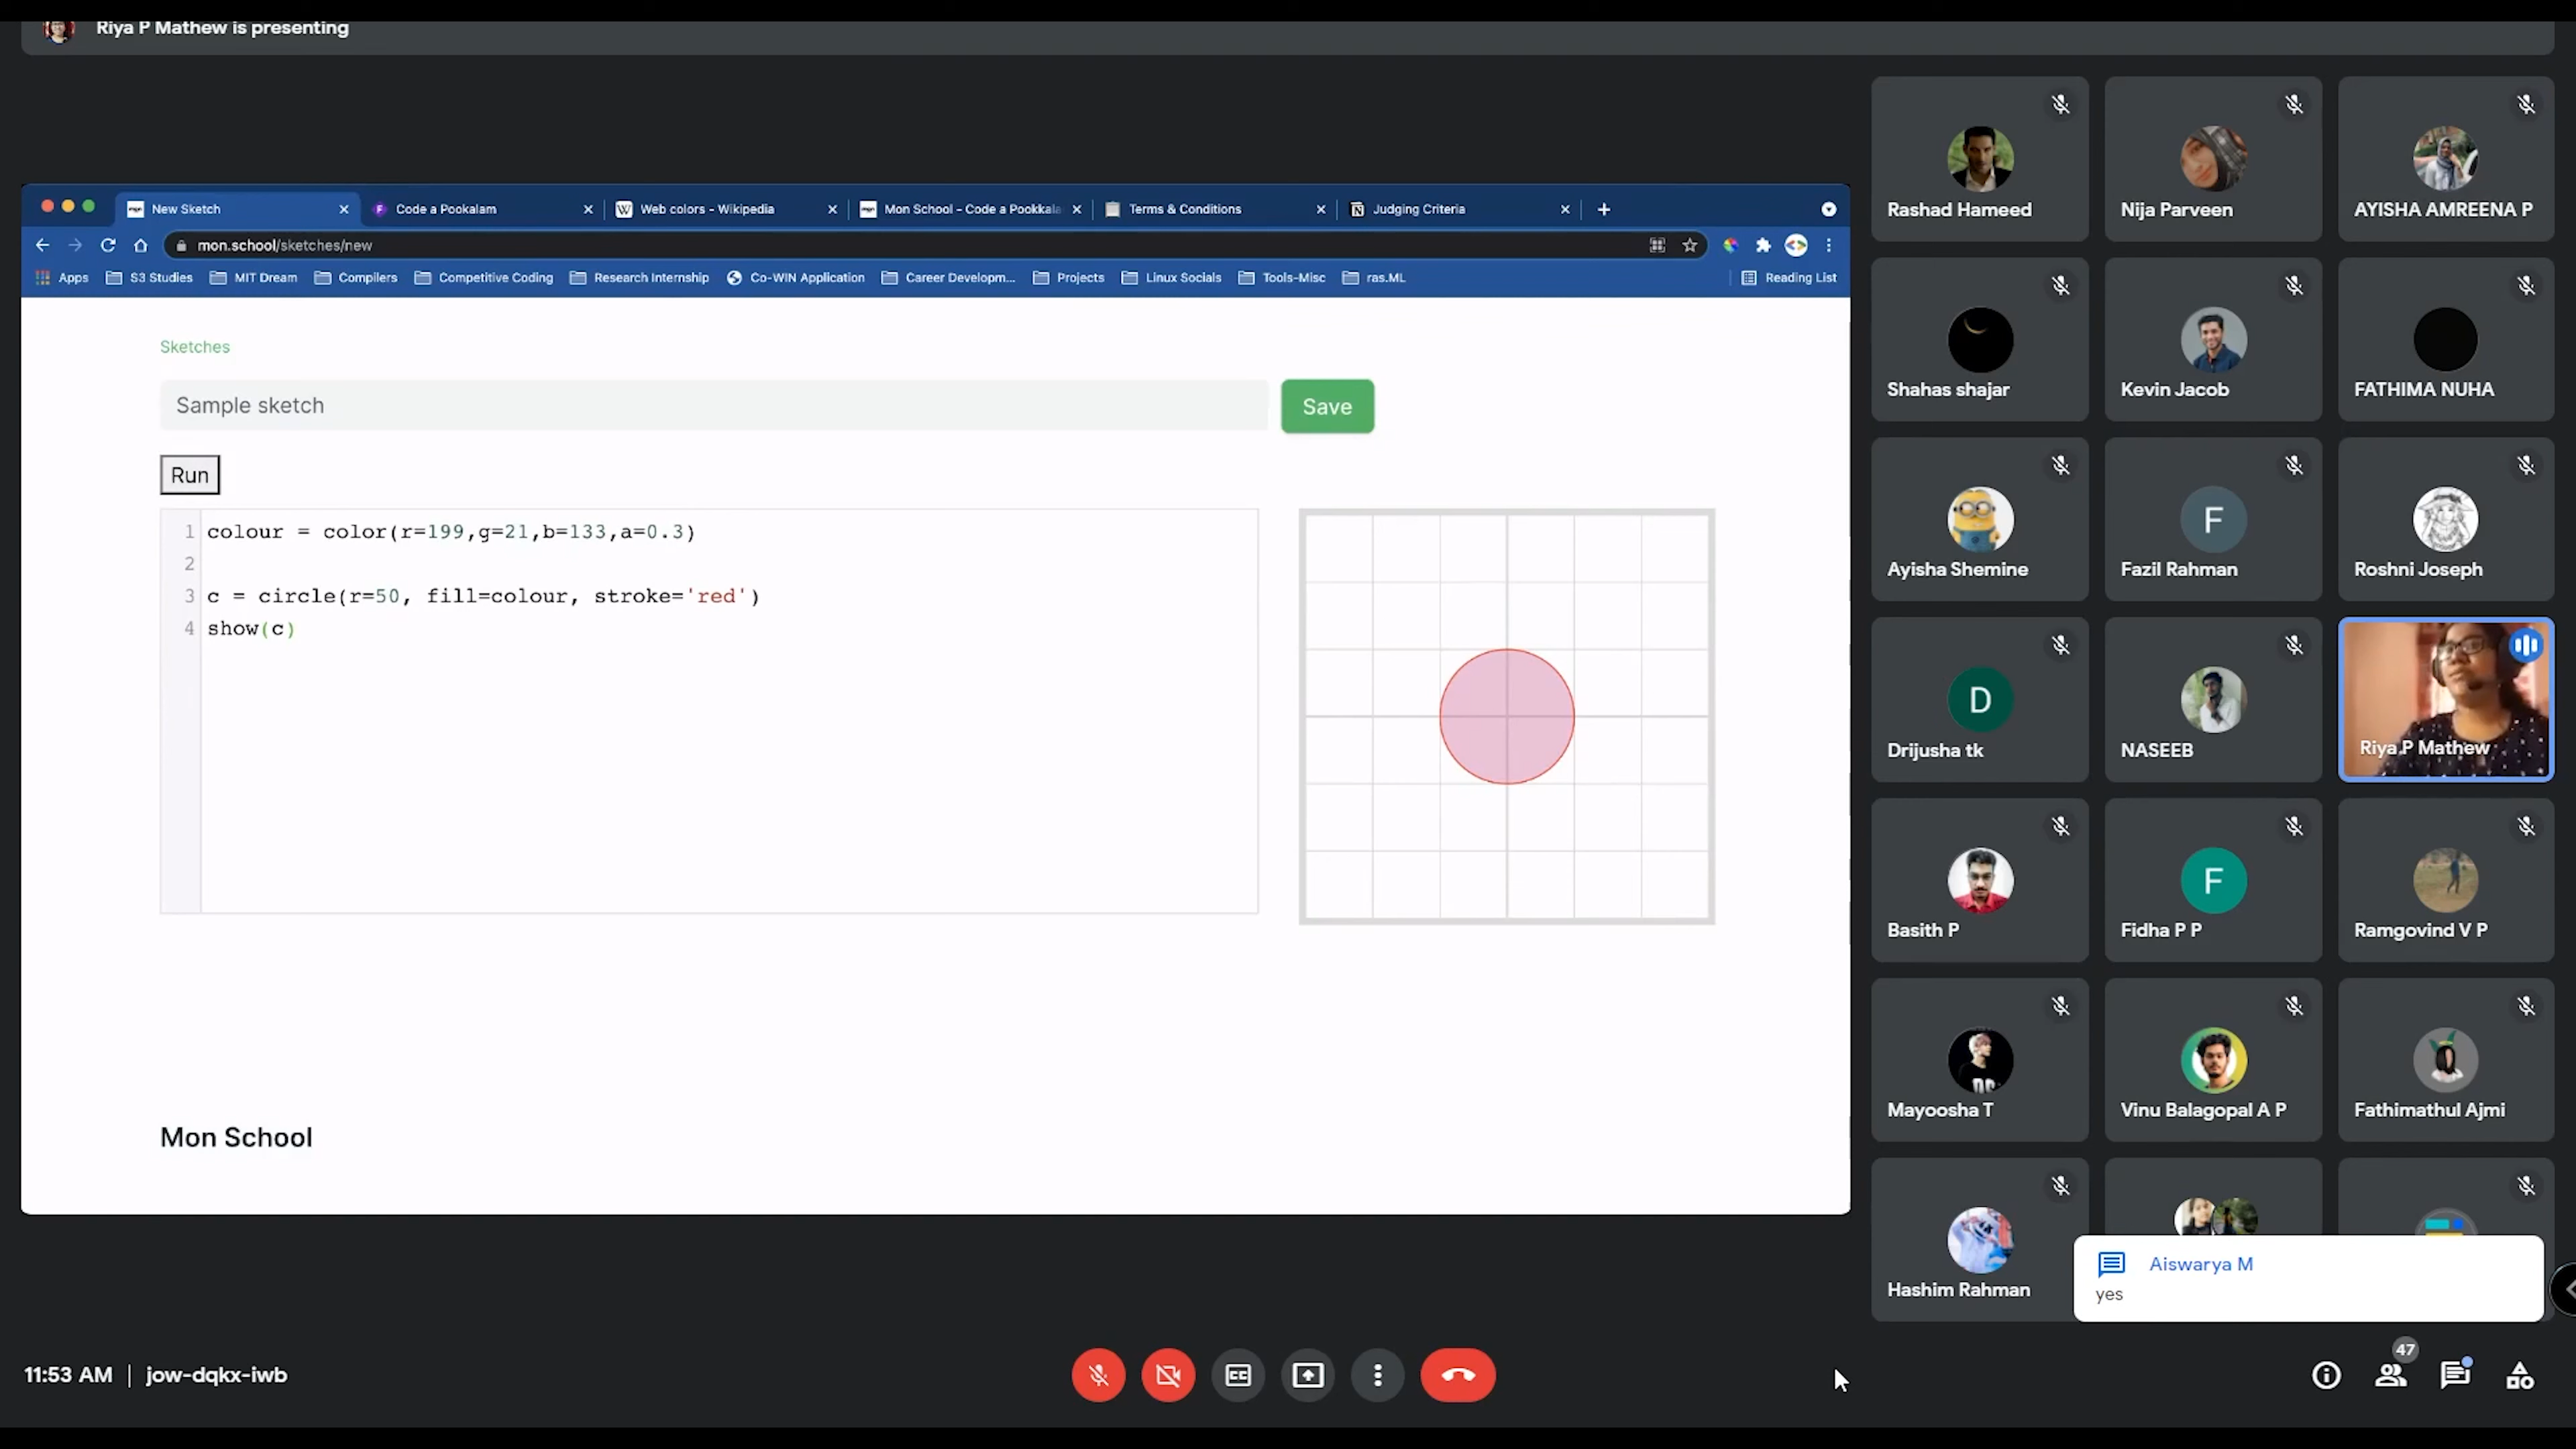 Riya P Mathew is presenting
New Sketch
Code a Pookalam
Web colors - Wikipedia
Mon School - Code a Pookkala
Terms & Conditions
Judging Criteria
mon.school/sketches/new
Apps
S3 Studies
MIT Dream
Compilers
Competitive Coding
Research Internship
Co-WIN Application
Career Developm...
Projects
Linux Socials
Tools-Misc
ras.ML
Reading List
Sketches
Sample sketch
Save
Run
1 colour = color(r=199,g=21,b=133,a=0.3)
2
3 c = circle(r=50, fill=colour, stroke='red')
4 show(c)
Mon School
Rashad Hameed
Nija Parveen
AYISHA AMREENA P
Shahas shajar
Kevin Jacob
FATHIMA NUHA
Ayisha Shemine
F
Fazil Rahman
Roshni Joseph
D
Drijusha tk
NASEEB
Riya P Mathew
Basith P
F
Fidha P P
Ramgovind V P
Mayoosha T
Vinu Balagopal A P
Fathimathul Ajmi
Hashim Rahman
Aiswarya M
yes
11:53 AM | jow-dqkx-iwb
CC
47